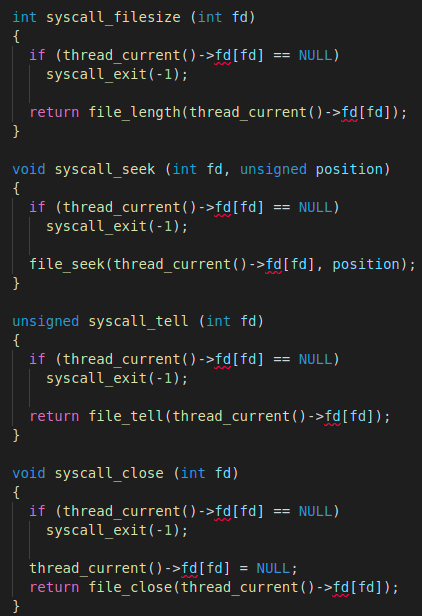 int syscall_filesize (int fd)
{
  if (thread_current()->fd[fd] == NULL)
    syscall_exit(-1);

  return file_length(thread_current()->fd[fd]);
}

void syscall_seek (int fd, unsigned position)
{
  if (thread_current()->fd[fd] == NULL)
    syscall_exit(-1);

  file_seek(thread_current()->fd[fd], position);
}

unsigned syscall_tell (int fd)
{
  if (thread_current()->fd[fd] == NULL)
    syscall_exit(-1);

  return file_tell(thread_current()->fd[fd]);
}

void syscall_close (int fd)
{
  if (thread_current()->fd[fd] == NULL)
    syscall_exit(-1);

  thread_current()->fd[fd] = NULL;
  return file_close(thread_current()->fd[fd]);
}